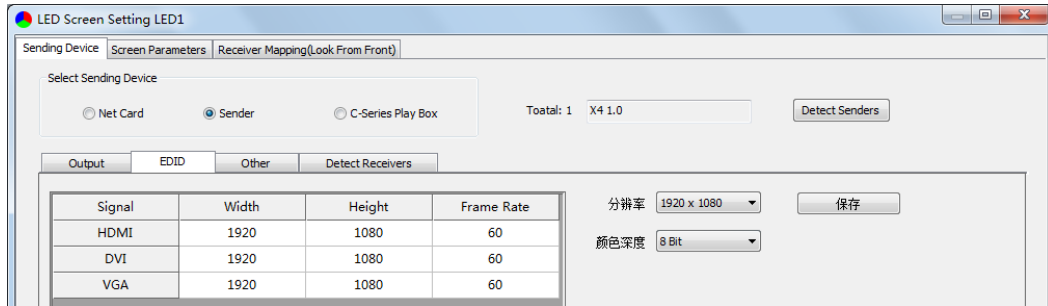 LED Screen Setting LED1
Sending Device Screen Parameters Receiver Mapping(Look From Front)
Select Sending Device
Net Card Sender C-Series Play Box Toatal: 1 X4 1.0 Detect Senders
Output EDID Other Detect Receivers
Signal Width Height Frame Rate 分辨率 1920 x 1080 保存
HDMI 1920 1080 60 颜色深度 8 Bit
DVI 1920 1080 60
VGA 1920 1080 60